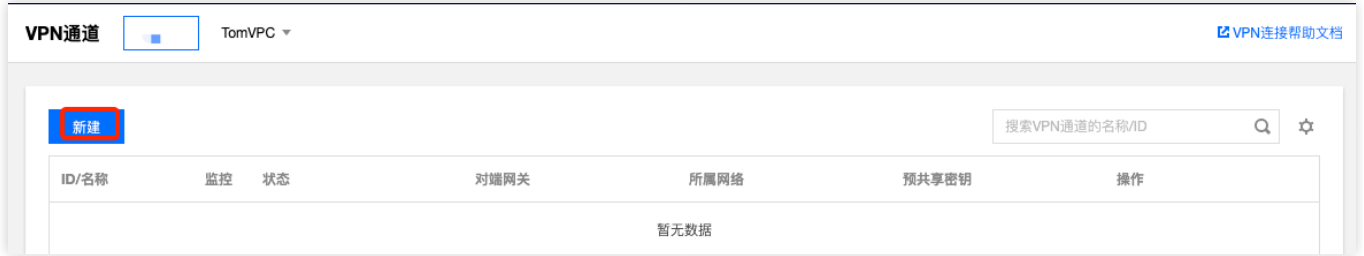 VPN通道 TomVPC VPN连接帮助文档
新建 搜索VPN通道的名称/ID
ID/名称 监控 状态 对端网关 所属网络 预共享密钥 操作
暂无数据